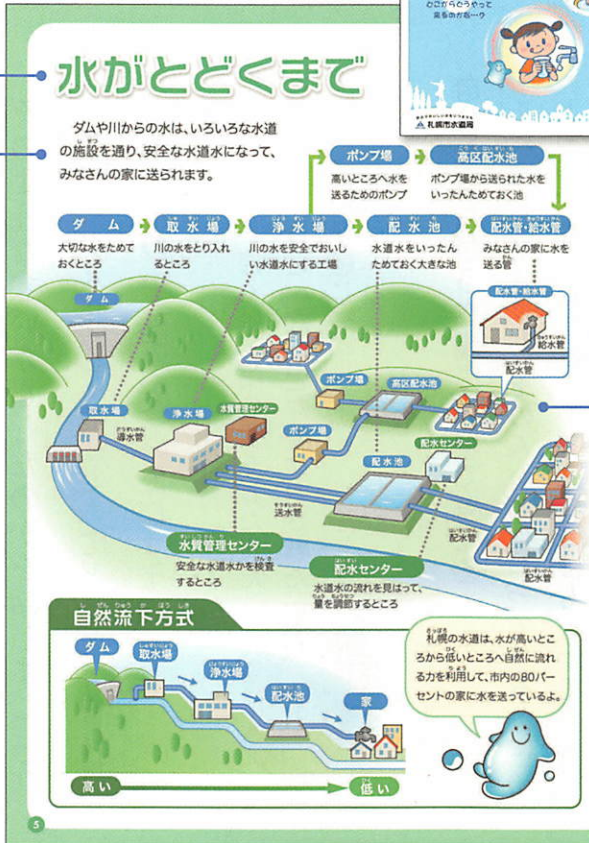 どこからどうやって
来るのかな…?
札幌市水道局
水がとどくまで
ダムや川からの水は、いろいろな水道
の施設を通り、安全な水道水になって、
みなさんの家に送られます。
ポンプ場
高いところへ水を
送るためのポンプ
高区配水池
ポンプ場から送られた水を
いったんためておく池
ダム
大切な水をためて
おくところ
取水場
川の水をとり入れ
るところ
浄水場
川の水を安全でおいし
い水道水にする工場
配水池
水道水をいったん
ためておく大きな池
配水管・給水管
みなさんの家に水を
送る管
ダム
配水管・給水管
給水管
配水管
取水場
導水管
浄水場
水質管理センター
ポンプ場
高区配水池
ポンプ場
配水池
配水センター
送水管
配水管
配水管
水質管理センター
安全な水道水かを検査
するところ
配水センター
水道水の流れを見はって、
量を調節するところ
自然流下方式
ダム
取水場
浄水場
配水池
家
高い
低い
札幌の水道は、水が高いとこ
ろから低いところへ自然に流れ
る力を利用して、市内の80パー
セントの家に水を送っているよ。
5